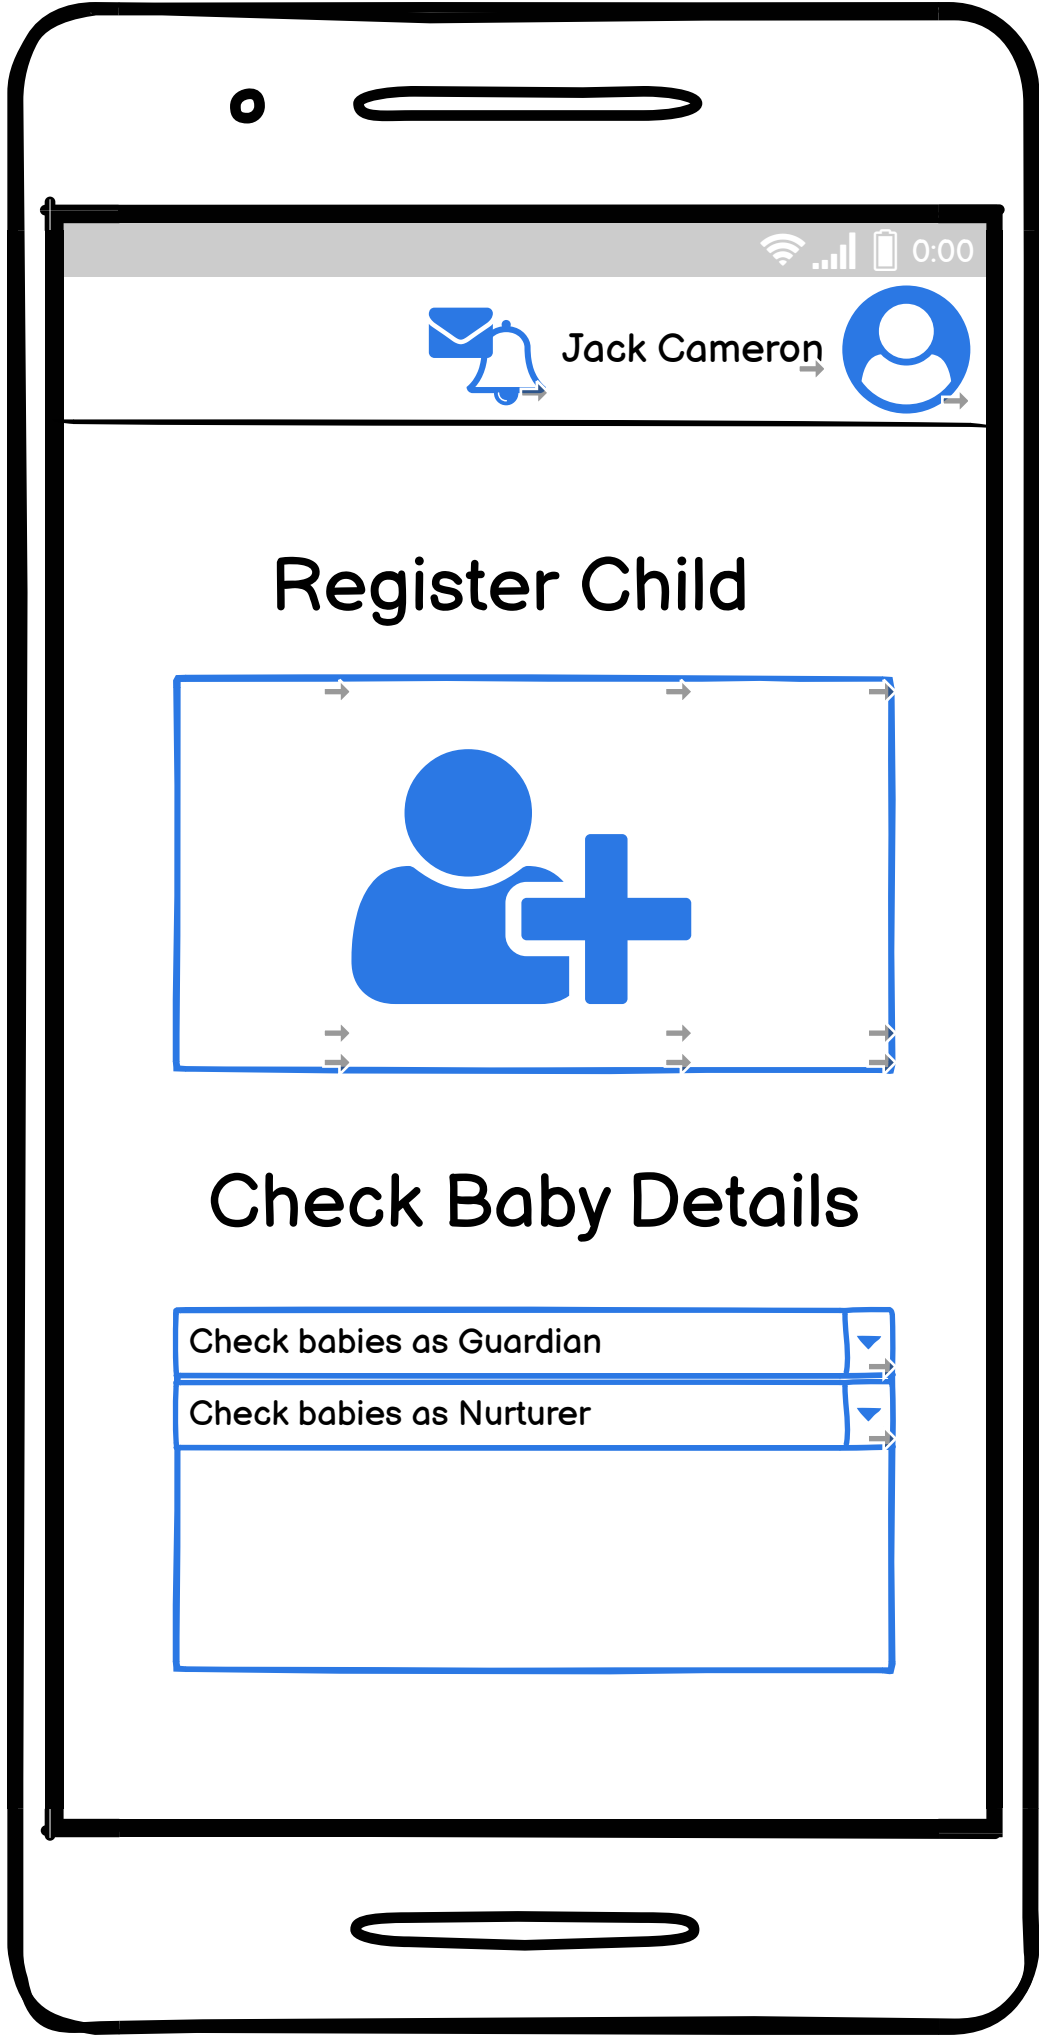 0:00
Jack Cameron
Register Child
Check Baby Details
Check babies as Guardian
Check babies as Nurturer